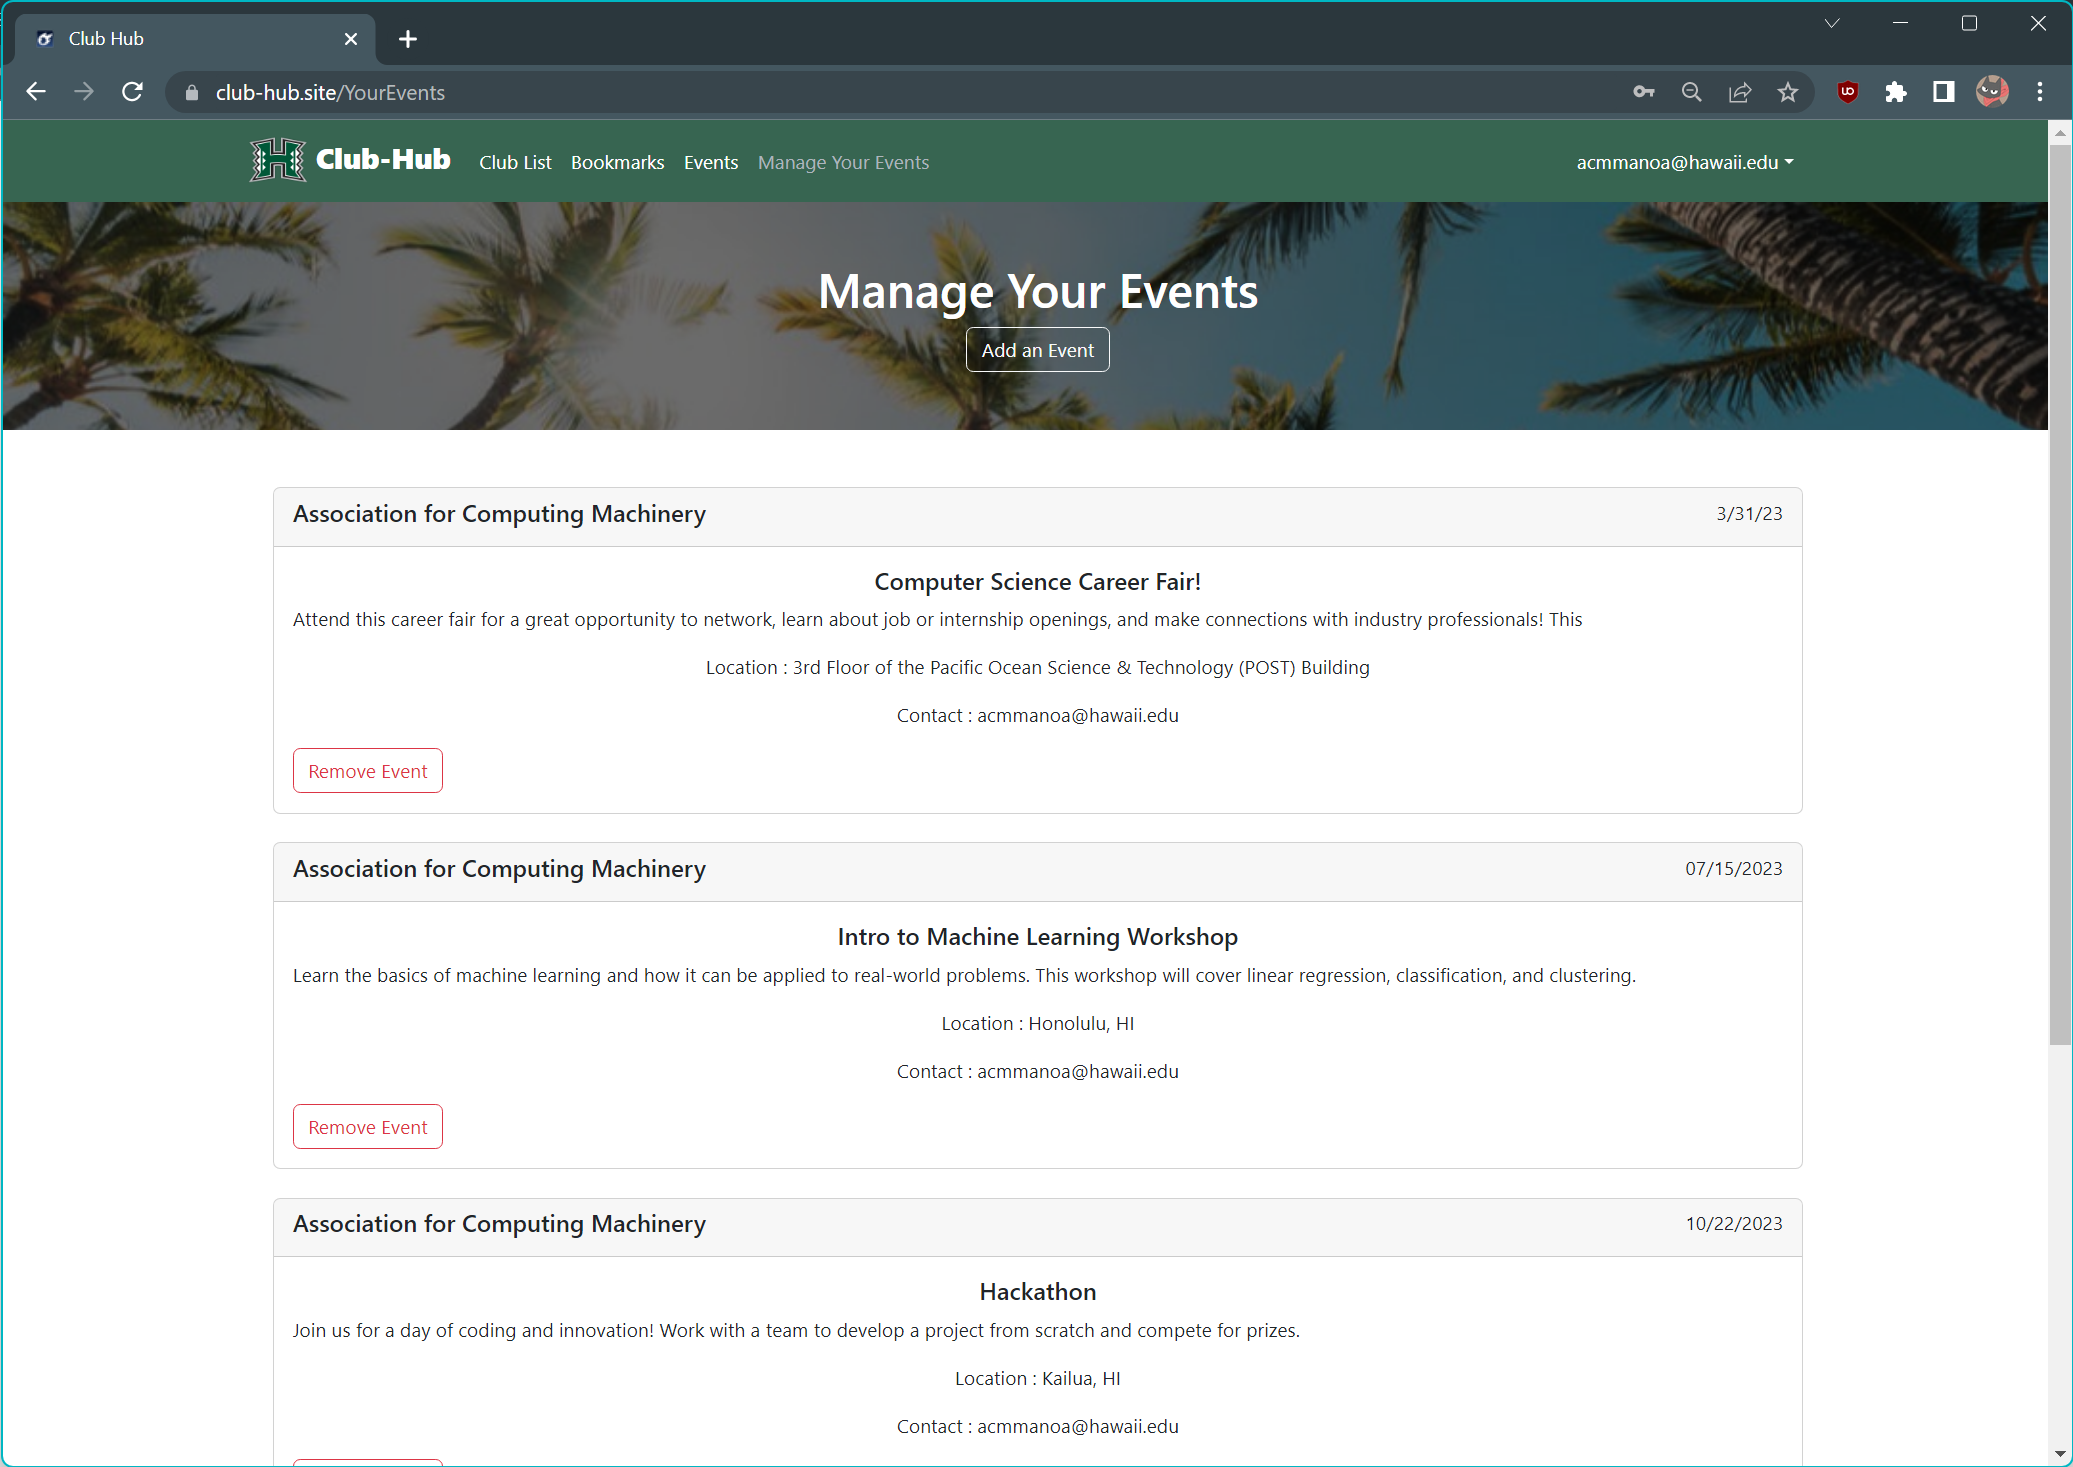 Club Hub
club-hub.site/YourEvents
Club-Hub Club List Bookmarks Events Manage Your Events acmmanoa@hawaii.edu
Manage Your Events
Add an Event
Association for Computing Machinery 3/31/23
Computer Science Career Fair!
Attend this career fair for a great opportunity to network, learn about job or internship openings, and make connections with industry professionals! This
Location : 3rd Floor of the Pacific Ocean Science & Technology (POST) Building
Contact : acmmanoa@hawaii.edu
Remove Event
Association for Computing Machinery 07/15/2023
Intro to Machine Learning Workshop
Learn the basics of machine learning and how it can be applied to real-world problems. This workshop will cover linear regression, classification, and clustering.
Location : Honolulu, HI
Contact : acmmanoa@hawaii.edu
Remove Event
Association for Computing Machinery 10/22/2023
Hackathon
Join us for a day of coding and innovation! Work with a team to develop a project from scratch and compete for prizes.
Location : Kailua, HI
Contact : acmmanoa@hawaii.edu